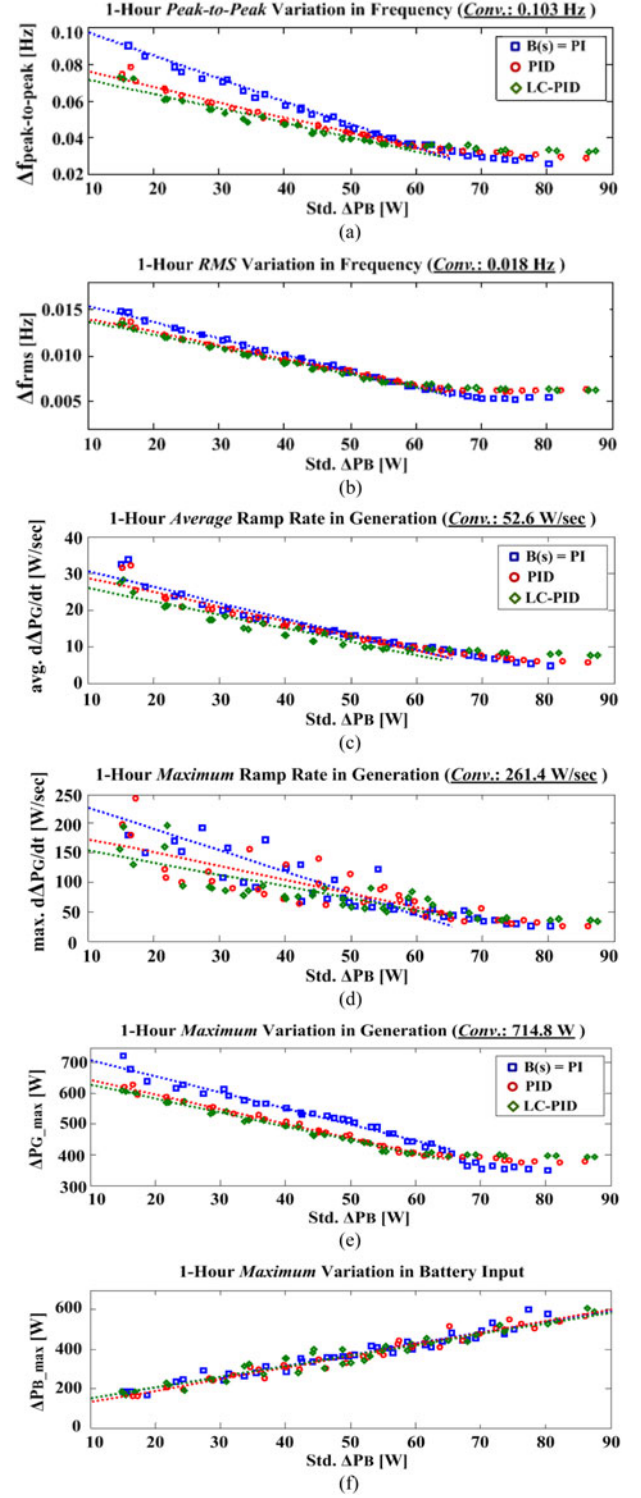 1-Hour Peak-to-Peak Variation in Frequency (Conv.: 0.103 Hz)
Δfpeak-to-peak [Hz]
0.10
0.08
0.06
0.04
0.02
B(s) = PI
PID
LC-PID
10 20 30 40 50 60 70 80 90
Std. ΔPB [W]
(a)
1-Hour RMS Variation in Frequency (Conv.: 0.018 Hz )
Δfrms [Hz]
0.015
0.010
0.005
10 20 30 40 50 60 70 80 90
Std. ΔPB [W]
(b)
1-Hour Average Ramp Rate in Generation (Conv.: 52.6 W/sec )
avg. dΔPG/dt [W/sec]
40
30
20
10
0
B(s) = PI
PID
LC-PID
10 20 30 40 50 60 70 80 90
Std. ΔPB [W]
(c)
1-Hour Maximum Ramp Rate in Generation (Conv.: 261.4 W/sec )
max. dΔPG/dt [W/sec]
250
200
150
100
50
0
10 20 30 40 50 60 70 80 90
Std. ΔPB [W]
(d)
1-Hour Maximum Variation in Generation (Conv.: 714.8 W )
ΔPG_max [W]
700
600
500
400
300
B(s) = PI
PID
LC-PID
10 20 30 40 50 60 70 80 90
Std. ΔPB [W]
(e)
1-Hour Maximum Variation in Battery Input
ΔPB_max [W]
600
400
200
0
10 20 30 40 50 60 70 80 90
Std. ΔPB [W]
(f)